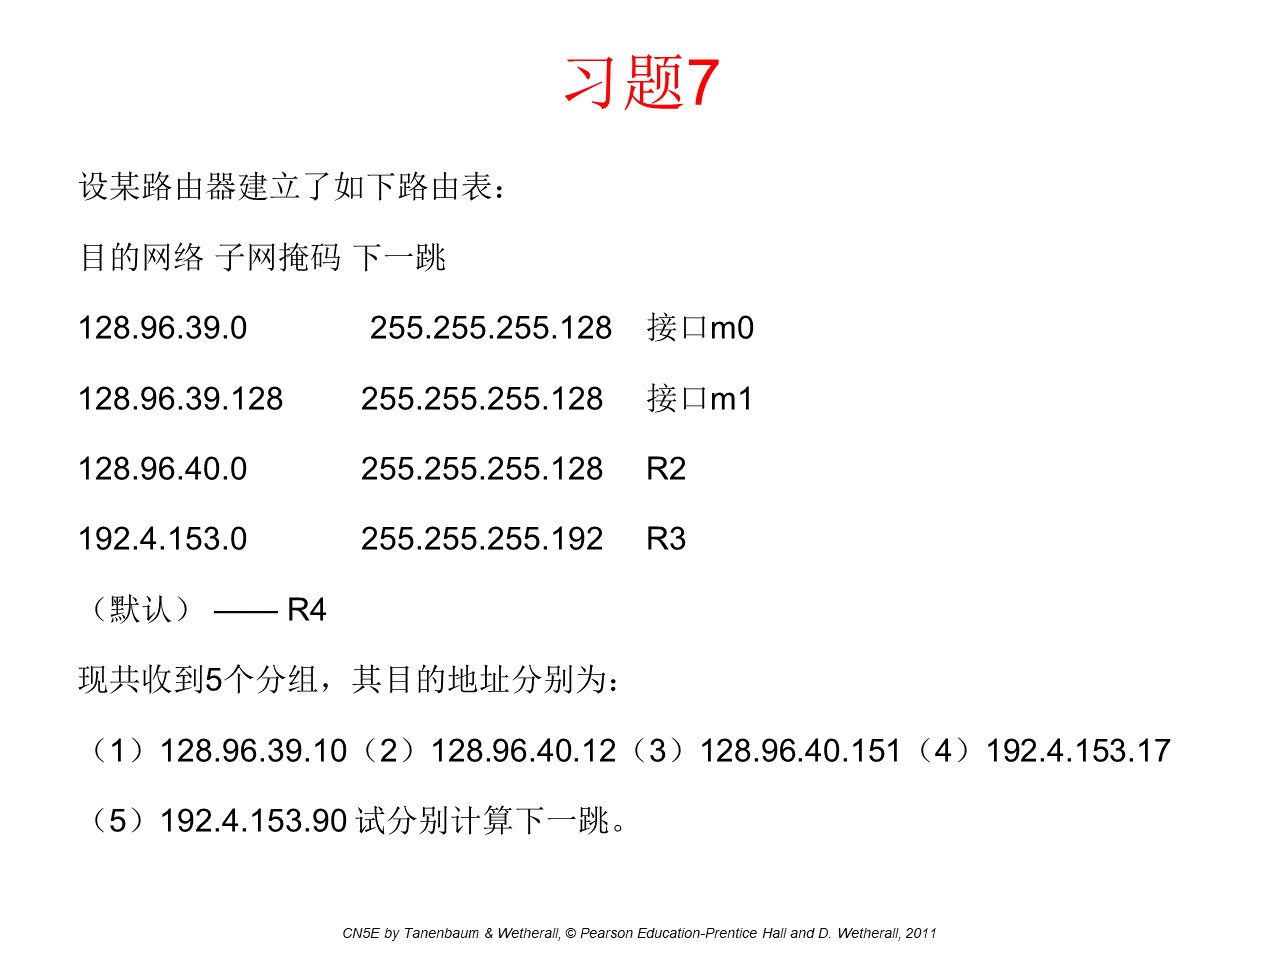 习题7
设某路由器建立了如下路由表：
目的网络 子网掩码 下一跳
128.96.39.0 255.255.255.128 接口m0
128.96.39.128 255.255.255.128 接口m1
128.96.40.0 255.255.255.128 R2
192.4.153.0 255.255.255.192 R3
（默认） —— R4
现共收到5个分组，其目的地址分别为：
（1）128.96.39.10（2）128.96.40.12（3）128.96.40.151（4）192.4.153.17
（5）192.4.153.90 试分别计算下一跳。
CN5E by Tanenbaum & Wetherall, © Pearson Education-Prentice Hall and D. Wetherall, 2011